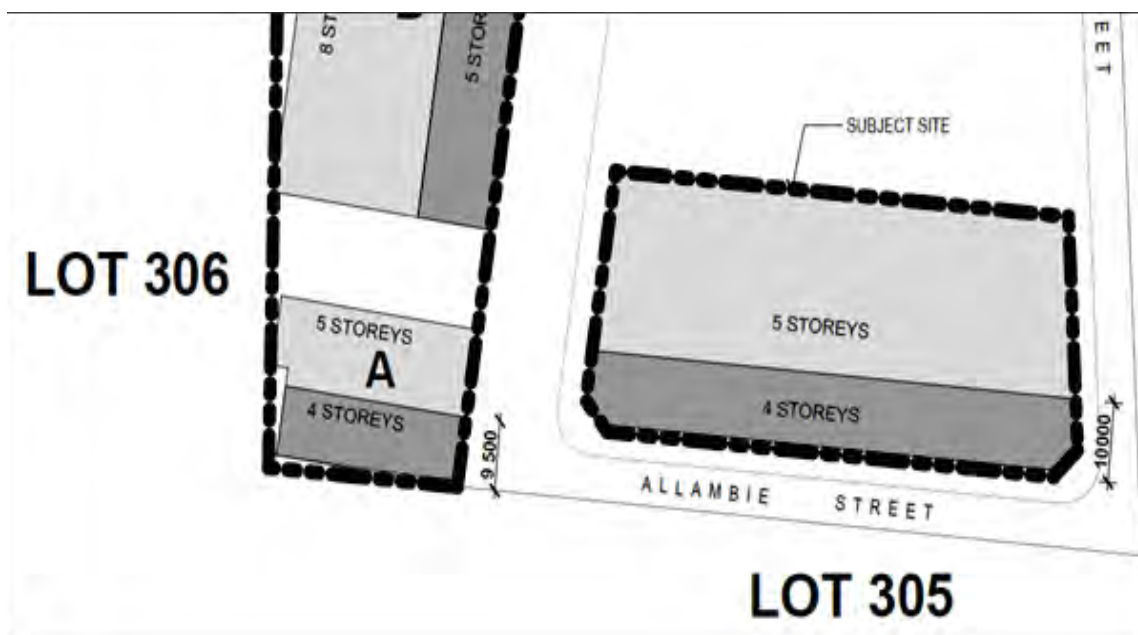 8 ST
5 STOR
EET
SUBJECT SITE
LOT 306
5 STOREYS
A
4 STOREYS
9 500
5 STOREYS
4 STOREYS
10000
ALLAMBIE STREET
LOT 305